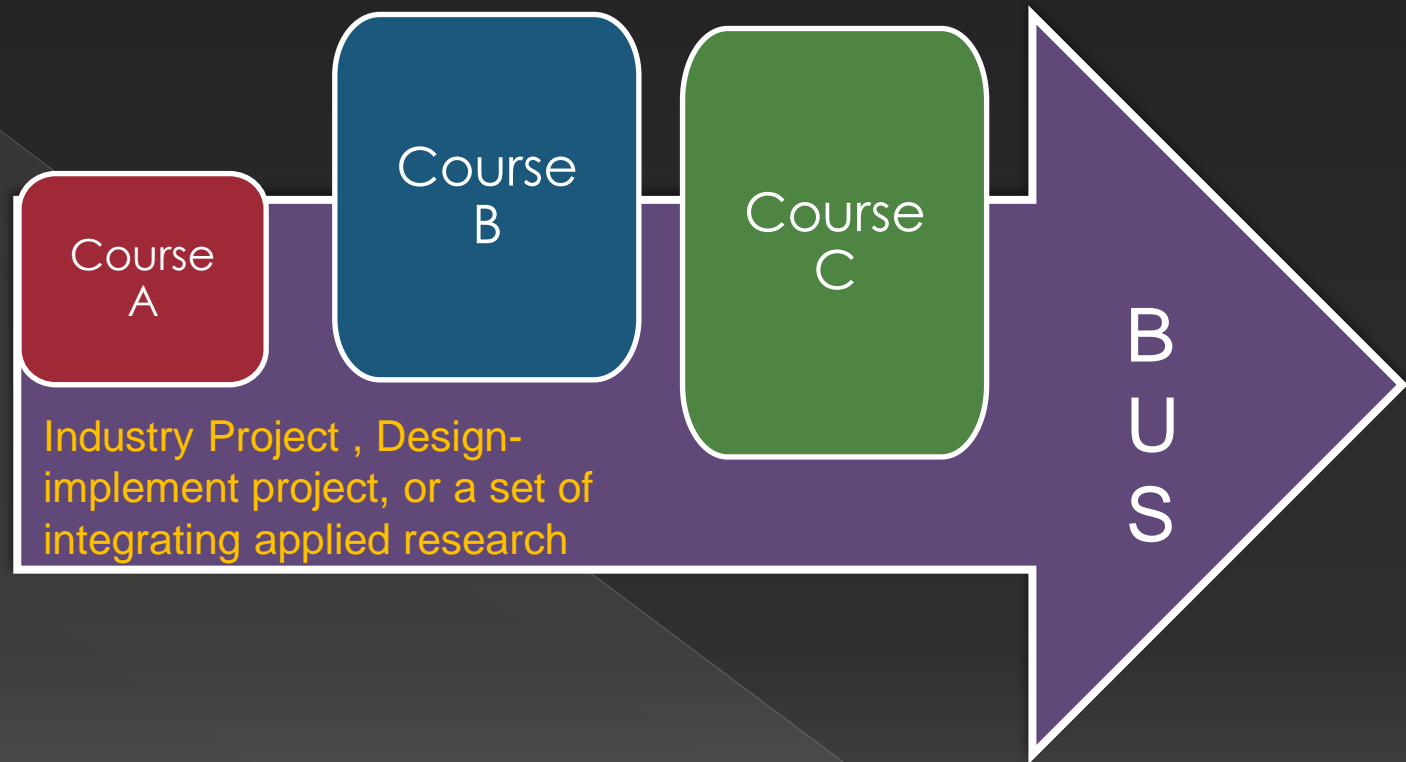 Course
A
Course
B
Course
C
Industry Project , Design-
implement project, or a set of
integrating applied research
B
U
S